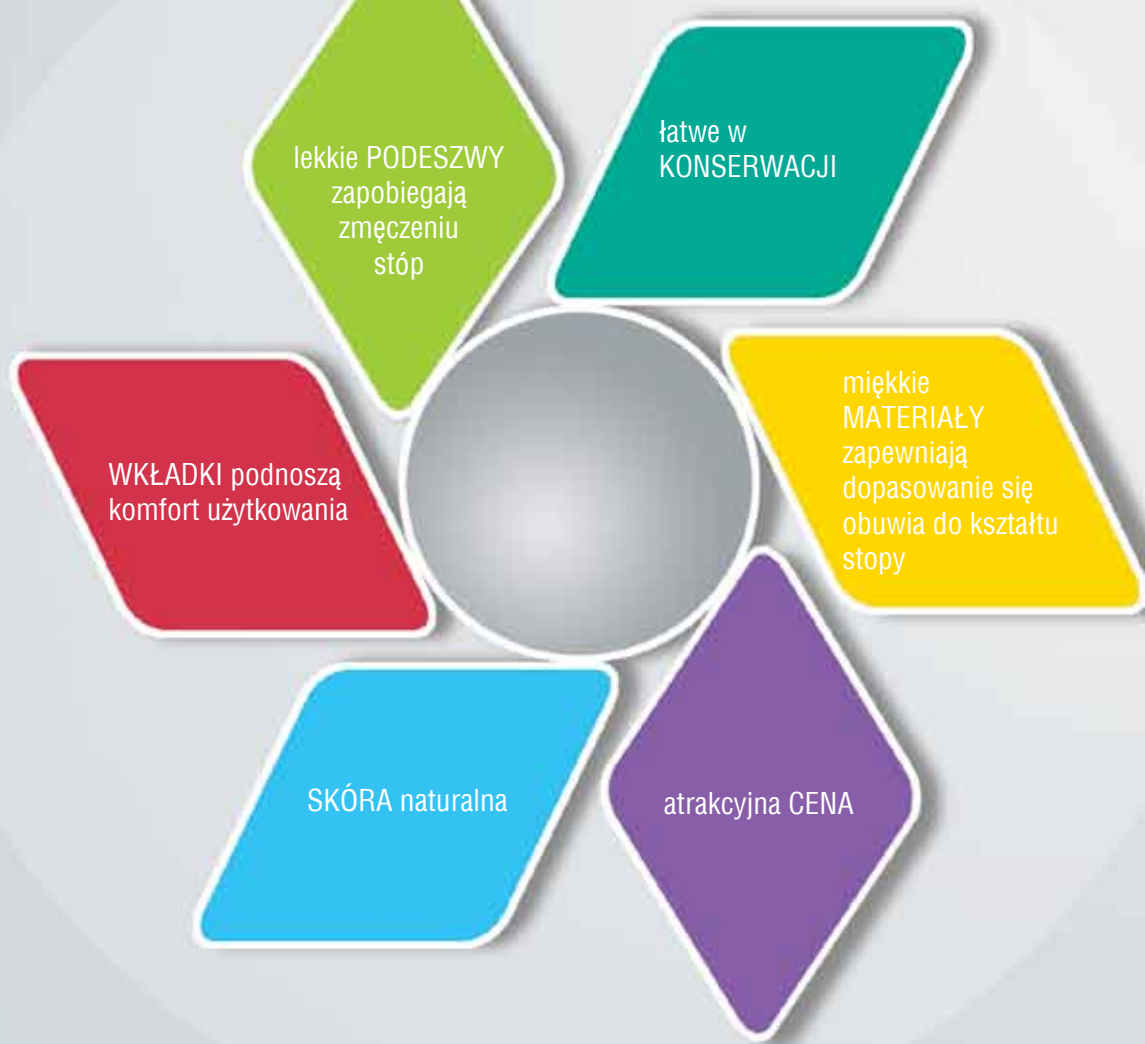 lekkie PODESZWY
zapobiegają
zmęczeniu
stóp
łatwe w
KONSERWACJI
miękkie
MATERIAŁY
zapewniają
dopasowanie się
obuwia do kształtu
stopy
WKŁADKI podnoszą
komfort użytkowania
SKÓRA naturalna
atrakcyjna CENA